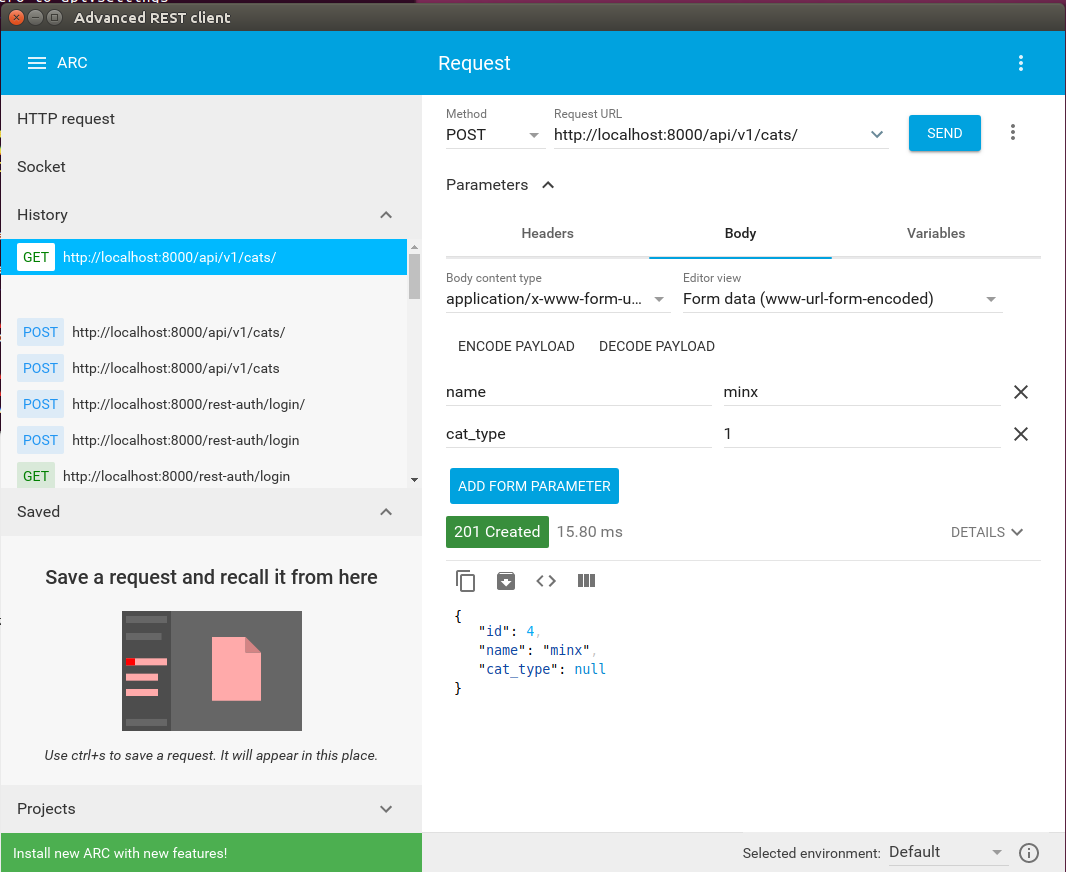 Advanced REST client
ARC
Request
HTTP request
Socket
History
GET http://localhost:8000/api/v1/cats/
POST http://localhost:8000/api/v1/cats/
POST http://localhost:8000/api/v1/cats
POST http://localhost:8000/rest-auth/login/
POST http://localhost:8000/rest-auth/login
GET http://localhost:8000/rest-auth/login
Saved
Save a request and recall it from here
Use ctrl+s to save a request. It will appear in this place.
Projects
Install new ARC with new features!
Method
POST
Request URL
http://localhost:8000/api/v1/cats/
SEND
Parameters
Headers Body Variables
Body content type
application/x-www-form-u...
Editor view
Form data (www-url-form-encoded)
ENCODE PAYLOAD DECODE PAYLOAD
name minx
cat_type 1
ADD FORM PARAMETER
201 Created 15.80 ms DETAILS
{
"id": 4,
"name": "minx",
"cat_type": null
}
Selected environment: Default